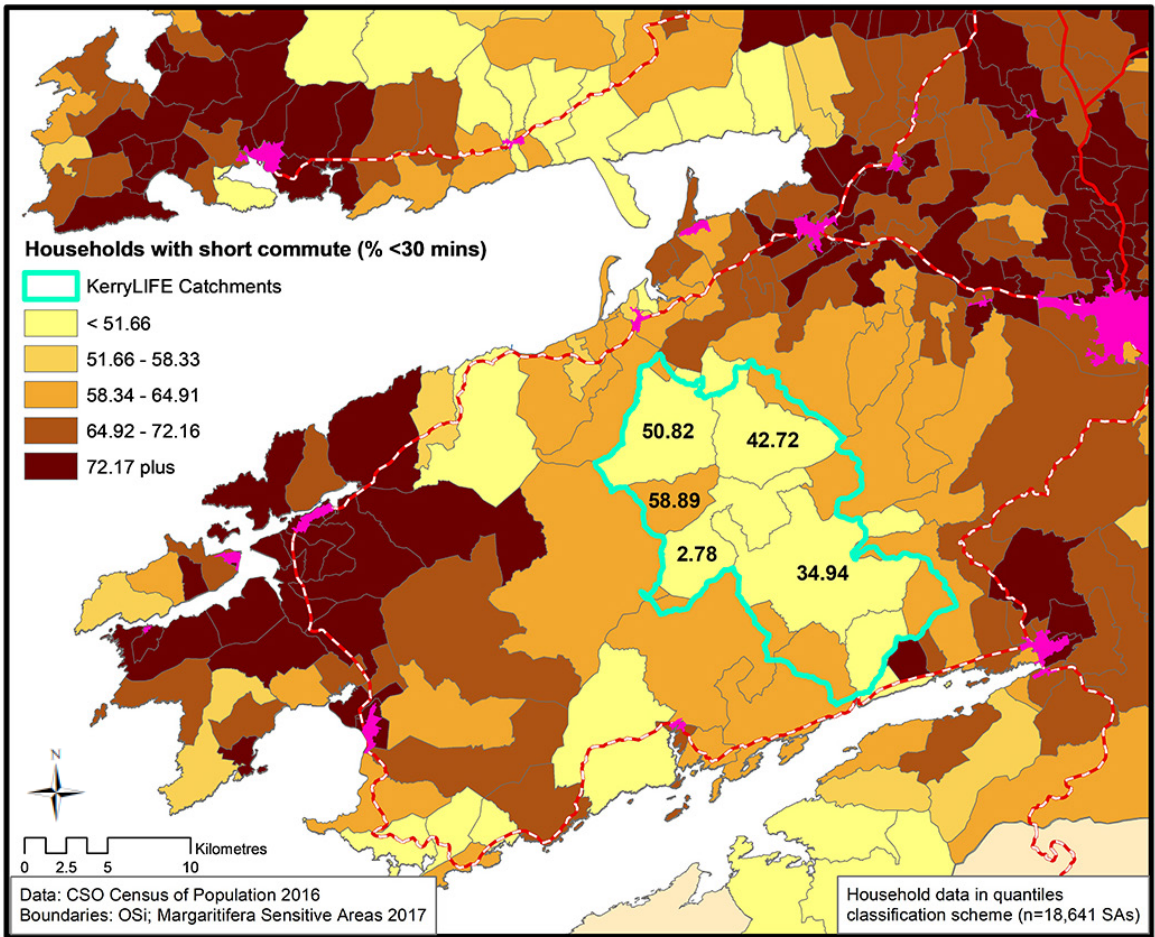 Households with short commute (% <30 mins)
KerryLIFE Catchments
< 51.66
51.66 - 58.33
58.34 - 64.91
64.92 - 72.16
72.17 plus
50.82
42.72
58.89
2.78
34.94
N
Kilometres
0 2.5 5 10
Data: CSO Census of Population 2016
Boundaries: OSi; Margaritifera Sensitive Areas 2017
Household data in quantiles
classification scheme (n=18,641 SAs)